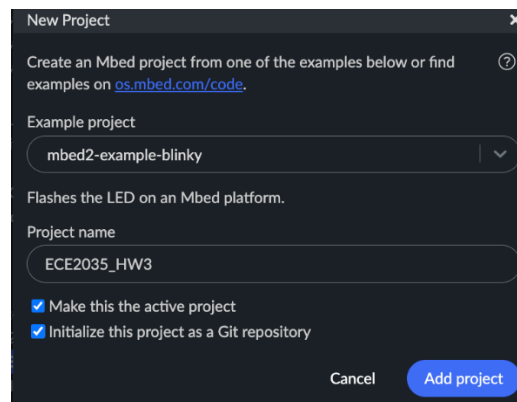 New Project
Create an Mbed project from one of the examples below or find
examples on os.mbed.com/code.
Example project
mbed2-example-blinky
Flashes the LED on an Mbed platform.
Project name
ECE2035_HW3
Make this the active project
Initialize this project as a Git repository
Cancel Add project